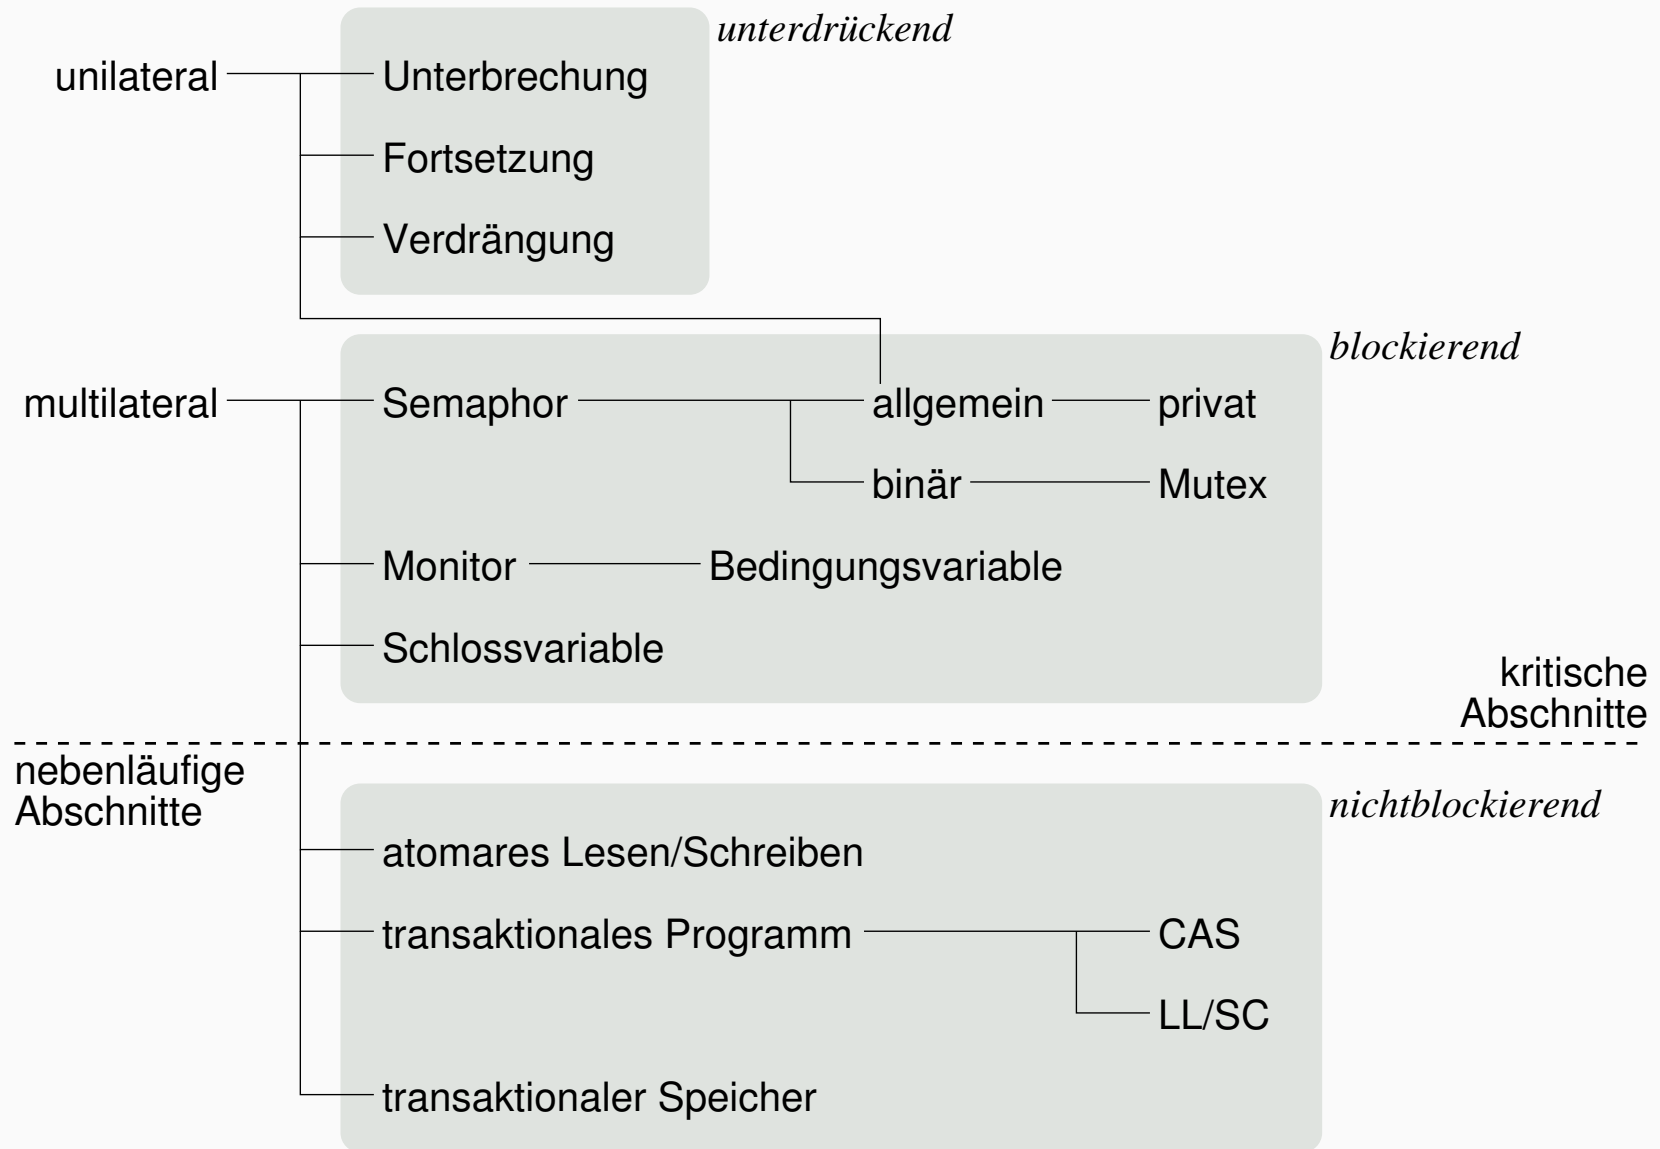 unterdrückend
unilateral
Unterbrechung
Fortsetzung
Verdrängung
blockierend
multilateral
Semaphor
allgemein
privat
binär
Mutex
Monitor
Bedingungsvariable
Schlossvariable
kritische
Abschnitte
nebenläufige
Abschnitte
nichtblockierend
atomares Lesen/Schreiben
transaktionales Programm
CAS
LL/SC
transaktionaler Speicher